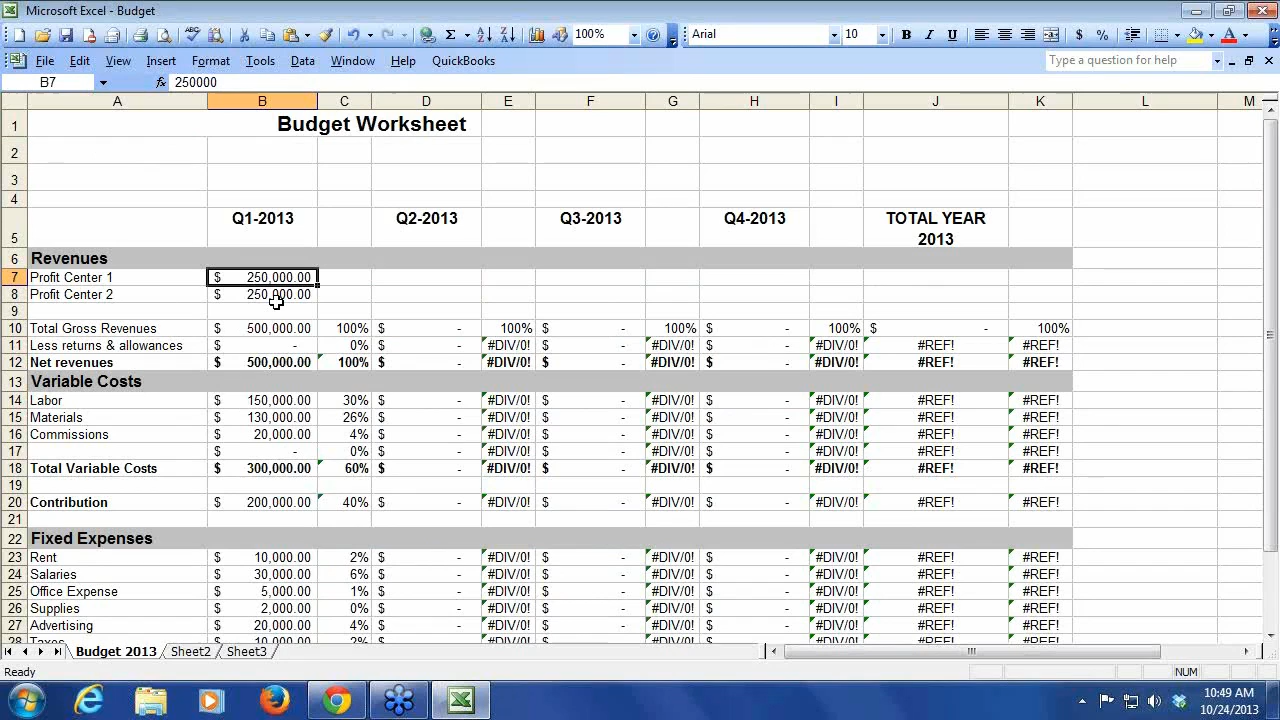 Microsoft Excel - Budget
100% Arial 10 B I U $ %
File Edit View Insert Format Tools Data Window Help QuickBooks Type a question for help
B7 fx 250000
A B C D E F G H I J K L M
1 Budget Worksheet
2
3
4
Q1-2013 Q2-2013 Q3-2013 Q4-2013 TOTAL YEAR
5 2013
6 Revenues
7 Profit Center 1 $ 250,000.00
8 Profit Center 2 $ 250,000.00
9
10 Total Gross Revenues $ 500,000.00 100% $ - 100% $ - 100% $ - 100% $ - 100%
11 Less returns & allowances $ - 0% #DIV/0! #DIV/0! #DIV/0! #REF! #REF!
12 Net revenues $ 500,000.00 100% $ - #DIV/0! $ - #DIV/0! $ - #DIV/0! #REF! #REF!
13 Variable Costs
14 Labor $ 150,000.00 30% $ - #DIV/0! $ - #DIV/0! $ - #DIV/0! #REF! #REF!
15 Materials $ 130,000.00 26% $ - #DIV/0! $ - #DIV/0! $ - #DIV/0! #REF! #REF!
16 Commissions $ 20,000.00 4% $ - #DIV/0! $ - #DIV/0! $ - #DIV/0! #REF! #REF!
17 $ - 0% $ - #DIV/0! $ - #DIV/0! $ - #DIV/0! #REF! #REF!
18 Total Variable Costs $ 300,000.00 60% $ - #DIV/0! $ - #DIV/0! $ - #DIV/0! #REF! #REF!
19
20 Contribution $ 200,000.00 40% $ - #DIV/0! $ - #DIV/0! $ - #DIV/0! #REF! #REF!
21
22 Fixed Expenses
23 Rent $ 10,000.00 2% $ - #DIV/0! $ - #DIV/0! $ - #DIV/0! #REF! #REF!
24 Salaries $ 30,000.00 6% $ - #DIV/0! $ - #DIV/0! $ - #DIV/0! #REF! #REF!
25 Office Expense $ 5,000.00 1% $ - #DIV/0! $ - #DIV/0! $ - #DIV/0! #REF! #REF!
26 Supplies $ 2,000.00 0% $ - #DIV/0! $ - #DIV/0! $ - #DIV/0! #REF! #REF!
27 Advertising $ 20,000.00 4% $ - #DIV/0! $ - #DIV/0! $ - #DIV/0! #REF! #REF!
28 Taxes $ 10,000.00 2% $ - #DIV/0! $ - #DIV/0! $ - #DIV/0! #REF! #REF!
Budget 2013 Sheet2 Sheet3
Ready NUM
10:49 AM
10/24/2013